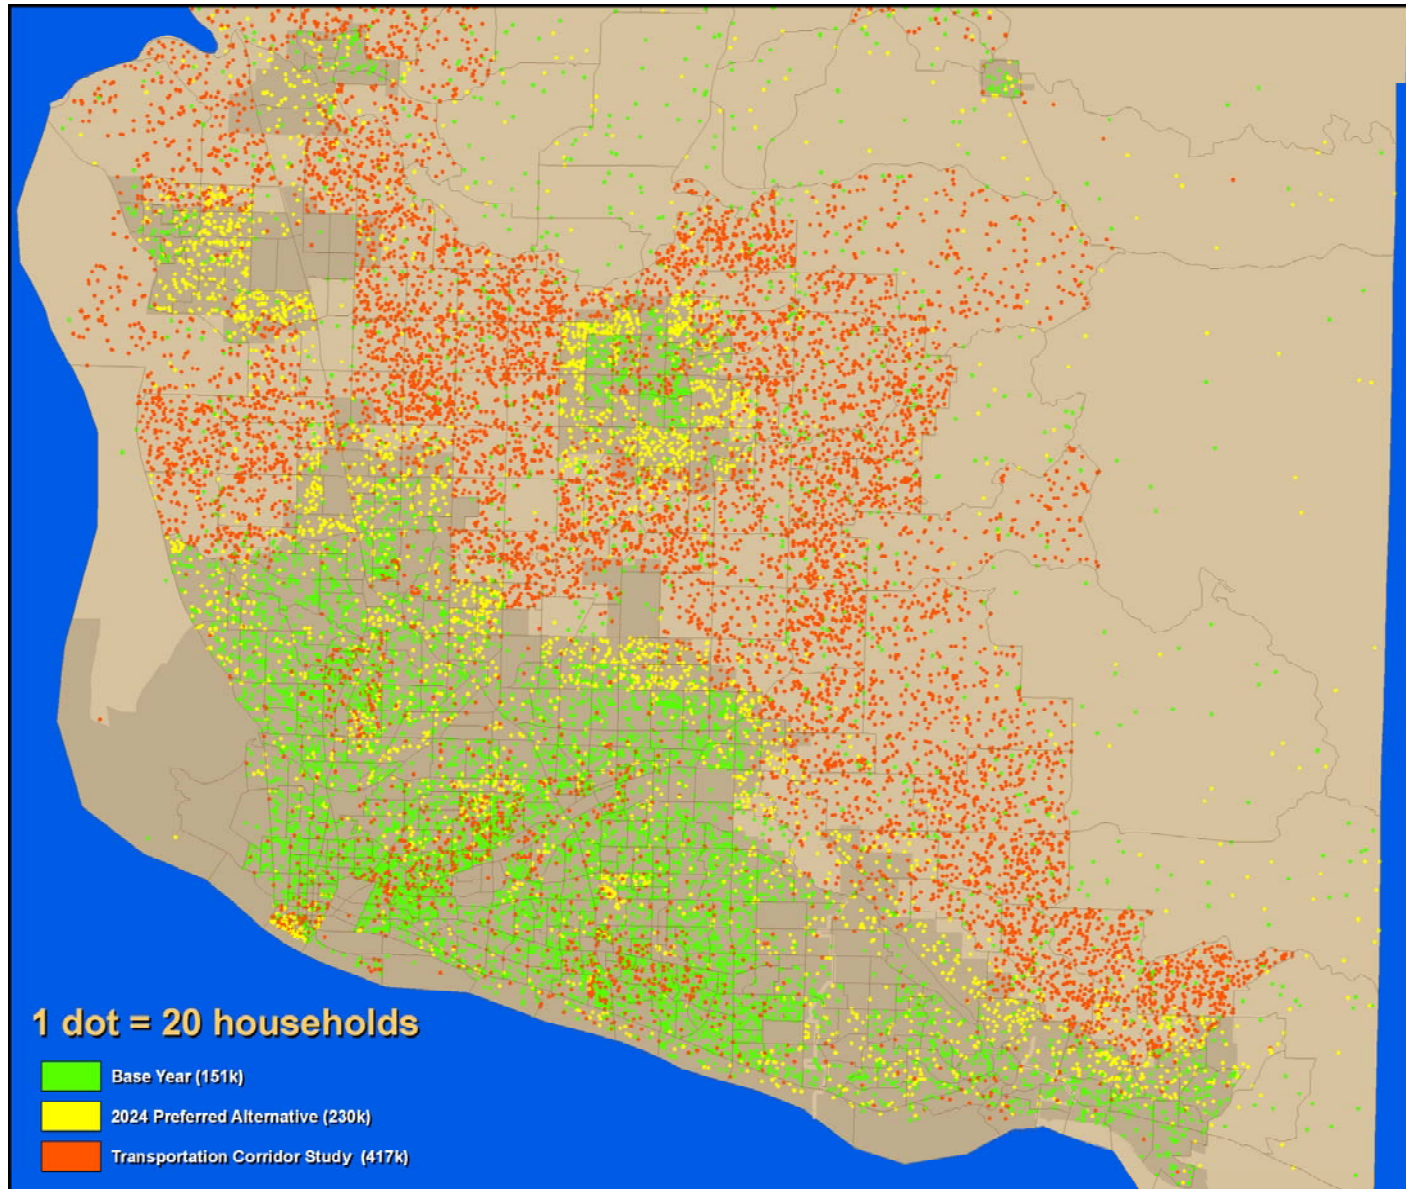 1 dot = 20 households
Base Year (151k)
2024 Preferred Alternative (230k)
Transportation Corridor Study (417k)